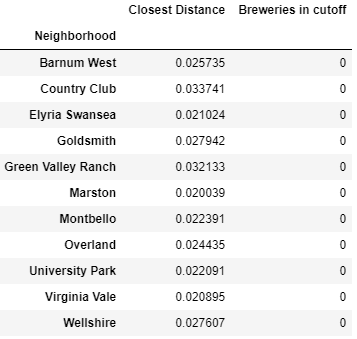 Closest Distance Breweries in cutoff
Neighborhood
Barnum West 0.025735 0
Country Club 0.033741 0
Elyria Swansea 0.021024 0
Goldsmith 0.027942 0
Green Valley Ranch 0.032133 0
Marston 0.020039 0
Montbello 0.022391 0
Overland 0.024435 0
University Park 0.022091 0
Virginia Vale 0.020895 0
Wellshire 0.027607 0